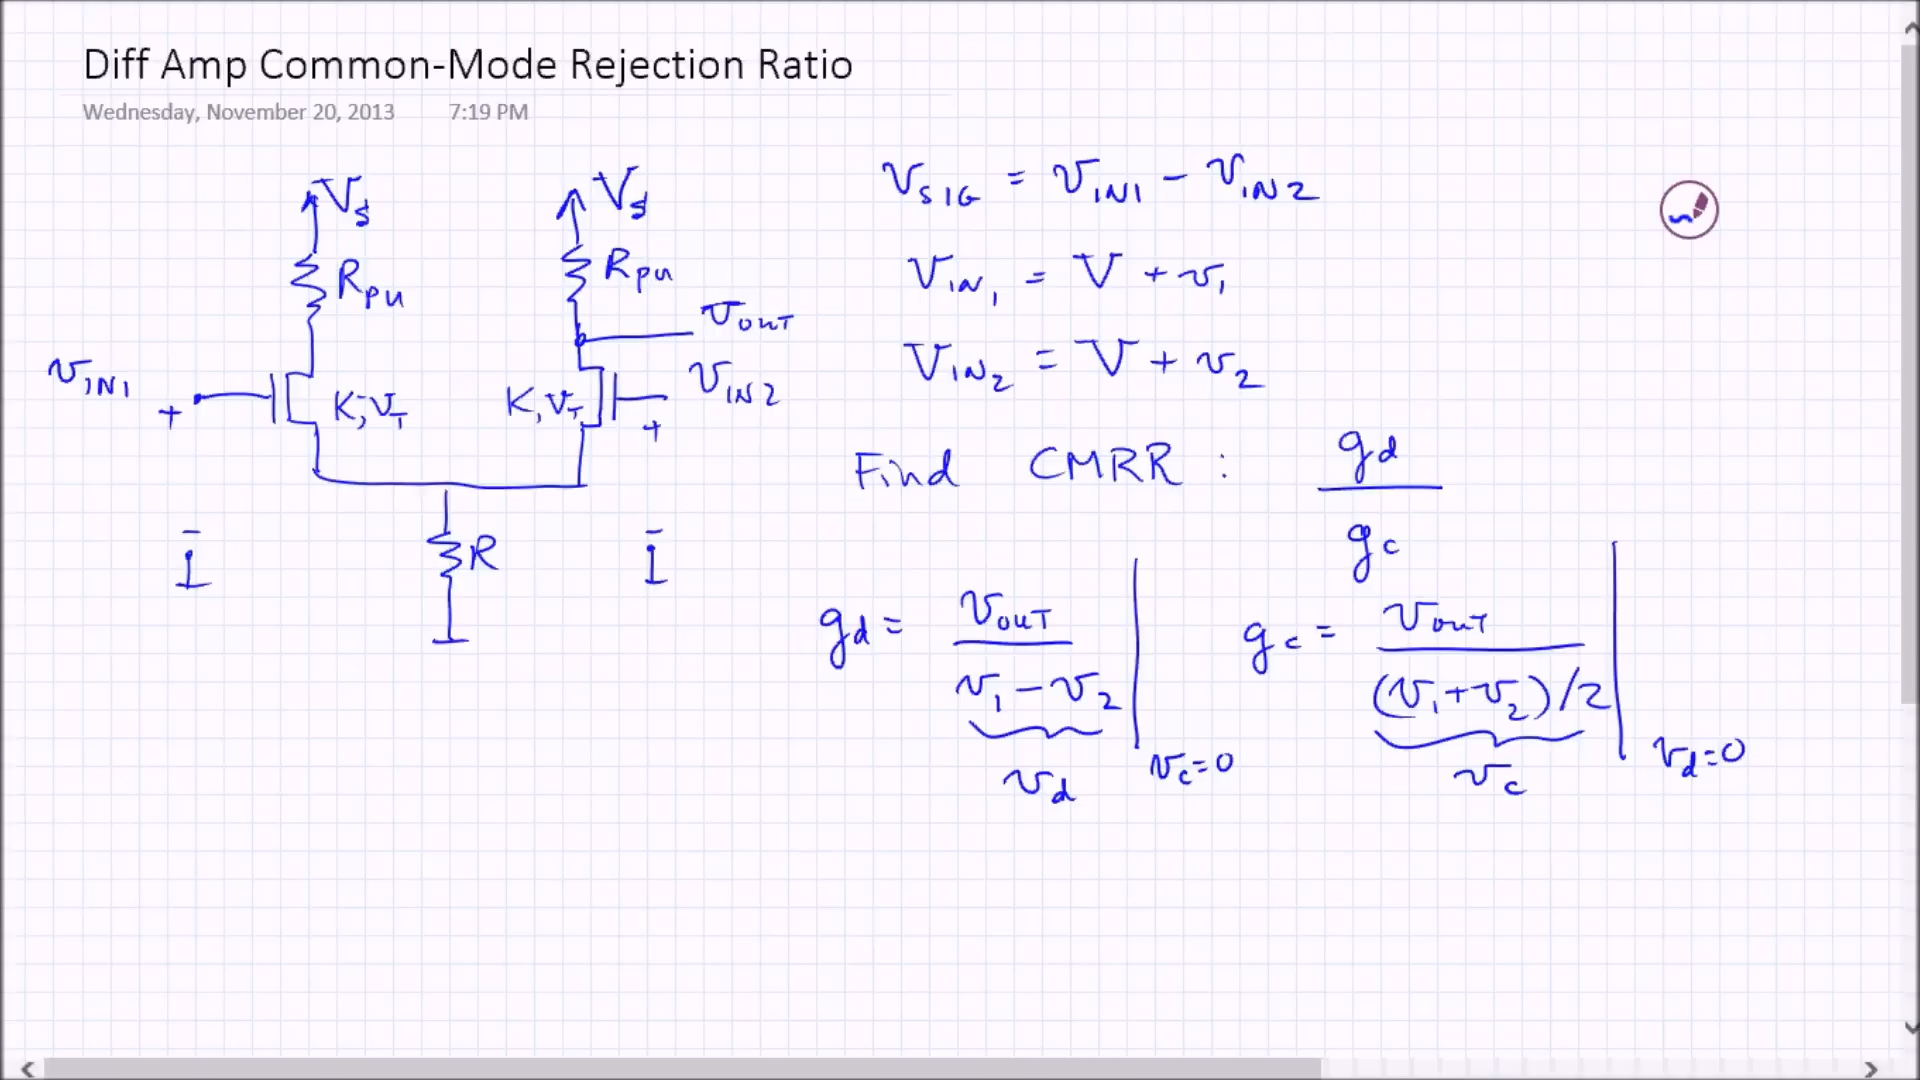 Diff Amp Common-Mode Rejection Ratio
Wednesday, November 20, 2013 7:19 PM
Vs Vs
RPU RPU
vOUT
vIN1 vIN2
+ K, VT K, VT +
R
vSIG = vIN1 - vIN2
vIN1 = V + v1
vIN2 = V + v2
Find CMRR : gd / gc
gd = vOUT / v1 - v2 | vc=0
vd
gc = vOUT / (v1 + v2)/2 | vd=0
vc